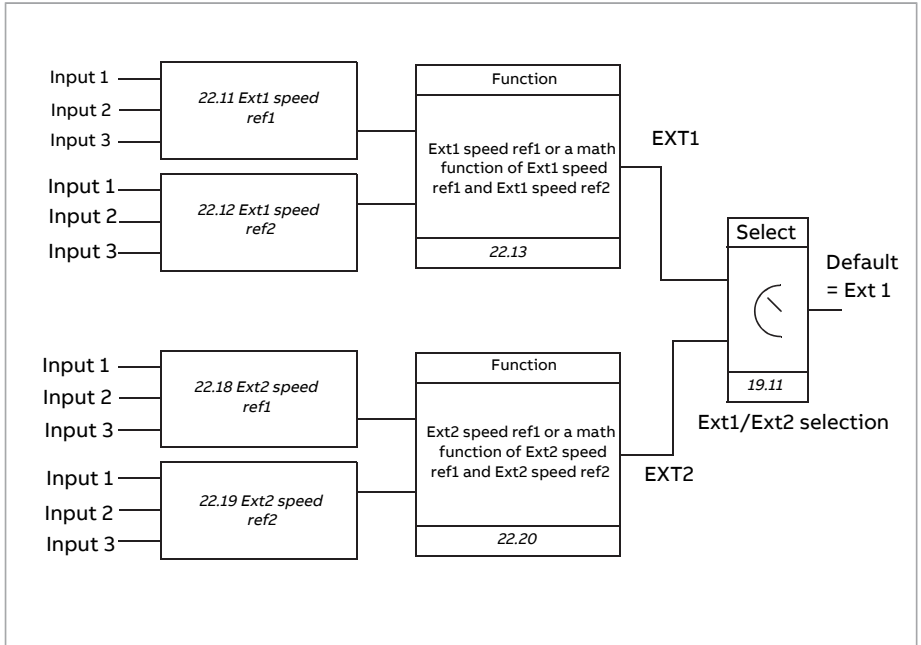 Input 1
Input 2
Input 3
22.11 Ext1 speed
ref1
Input 1
Input 2
Input 3
22.12 Ext1 speed
ref2
Function
Ext1 speed ref1 or a math
function of Ext1 speed
ref1 and Ext1 speed ref2
22.13
EXT1
Input 1
Input 2
Input 3
22.18 Ext2 speed
ref1
Input 1
Input 2
Input 3
22.19 Ext2 speed
ref2
Function
Ext2 speed ref1 or a math
function of Ext2 speed
ref1 and Ext2 speed ref2
22.20
EXT2
Select
19.11
Ext1/Ext2 selection
Default
= Ext 1